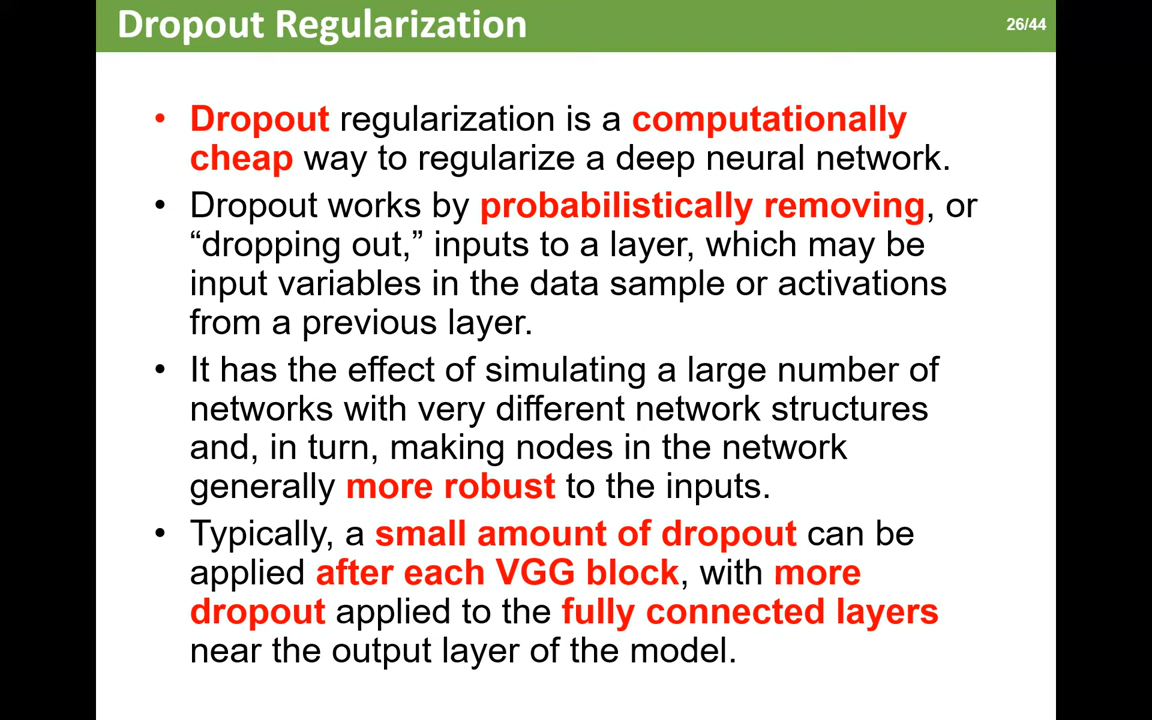 Dropout Regularization
26/44
• Dropout regularization is a computationally
cheap way to regularize a deep neural network.
• Dropout works by probabilistically removing, or
“dropping out,” inputs to a layer, which may be
input variables in the data sample or activations
from a previous layer.
• It has the effect of simulating a large number of
networks with very different network structures
and, in turn, making nodes in the network
generally more robust to the inputs.
• Typically, a small amount of dropout can be
applied after each VGG block, with more
dropout applied to the fully connected layers
near the output layer of the model.